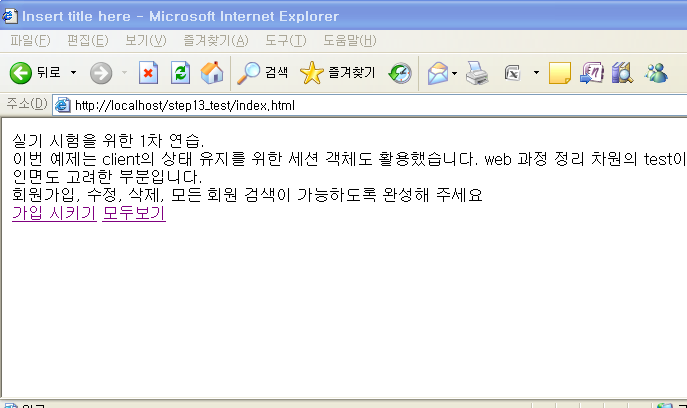 Insert title here - Microsoft Internet Explorer
파일(F) 편집(E) 보기(V) 즐겨찾기(A) 도구(T) 도움말(H)
뒤로 검색 즐겨찾기
주소(D) http://localhost/step13_test/index.html
실기 시험을 위한 1차 연습.
이번 예제는 client의 상태 유지를 위한 세션 객체도 활용했습니다. web 과정 정리 차원의 test이
인면도 고려한 부분입니다.
회원가입, 수정, 삭제, 모든 회원 검색이 가능하도록 완성해 주세요
가입 시키기 모두보기